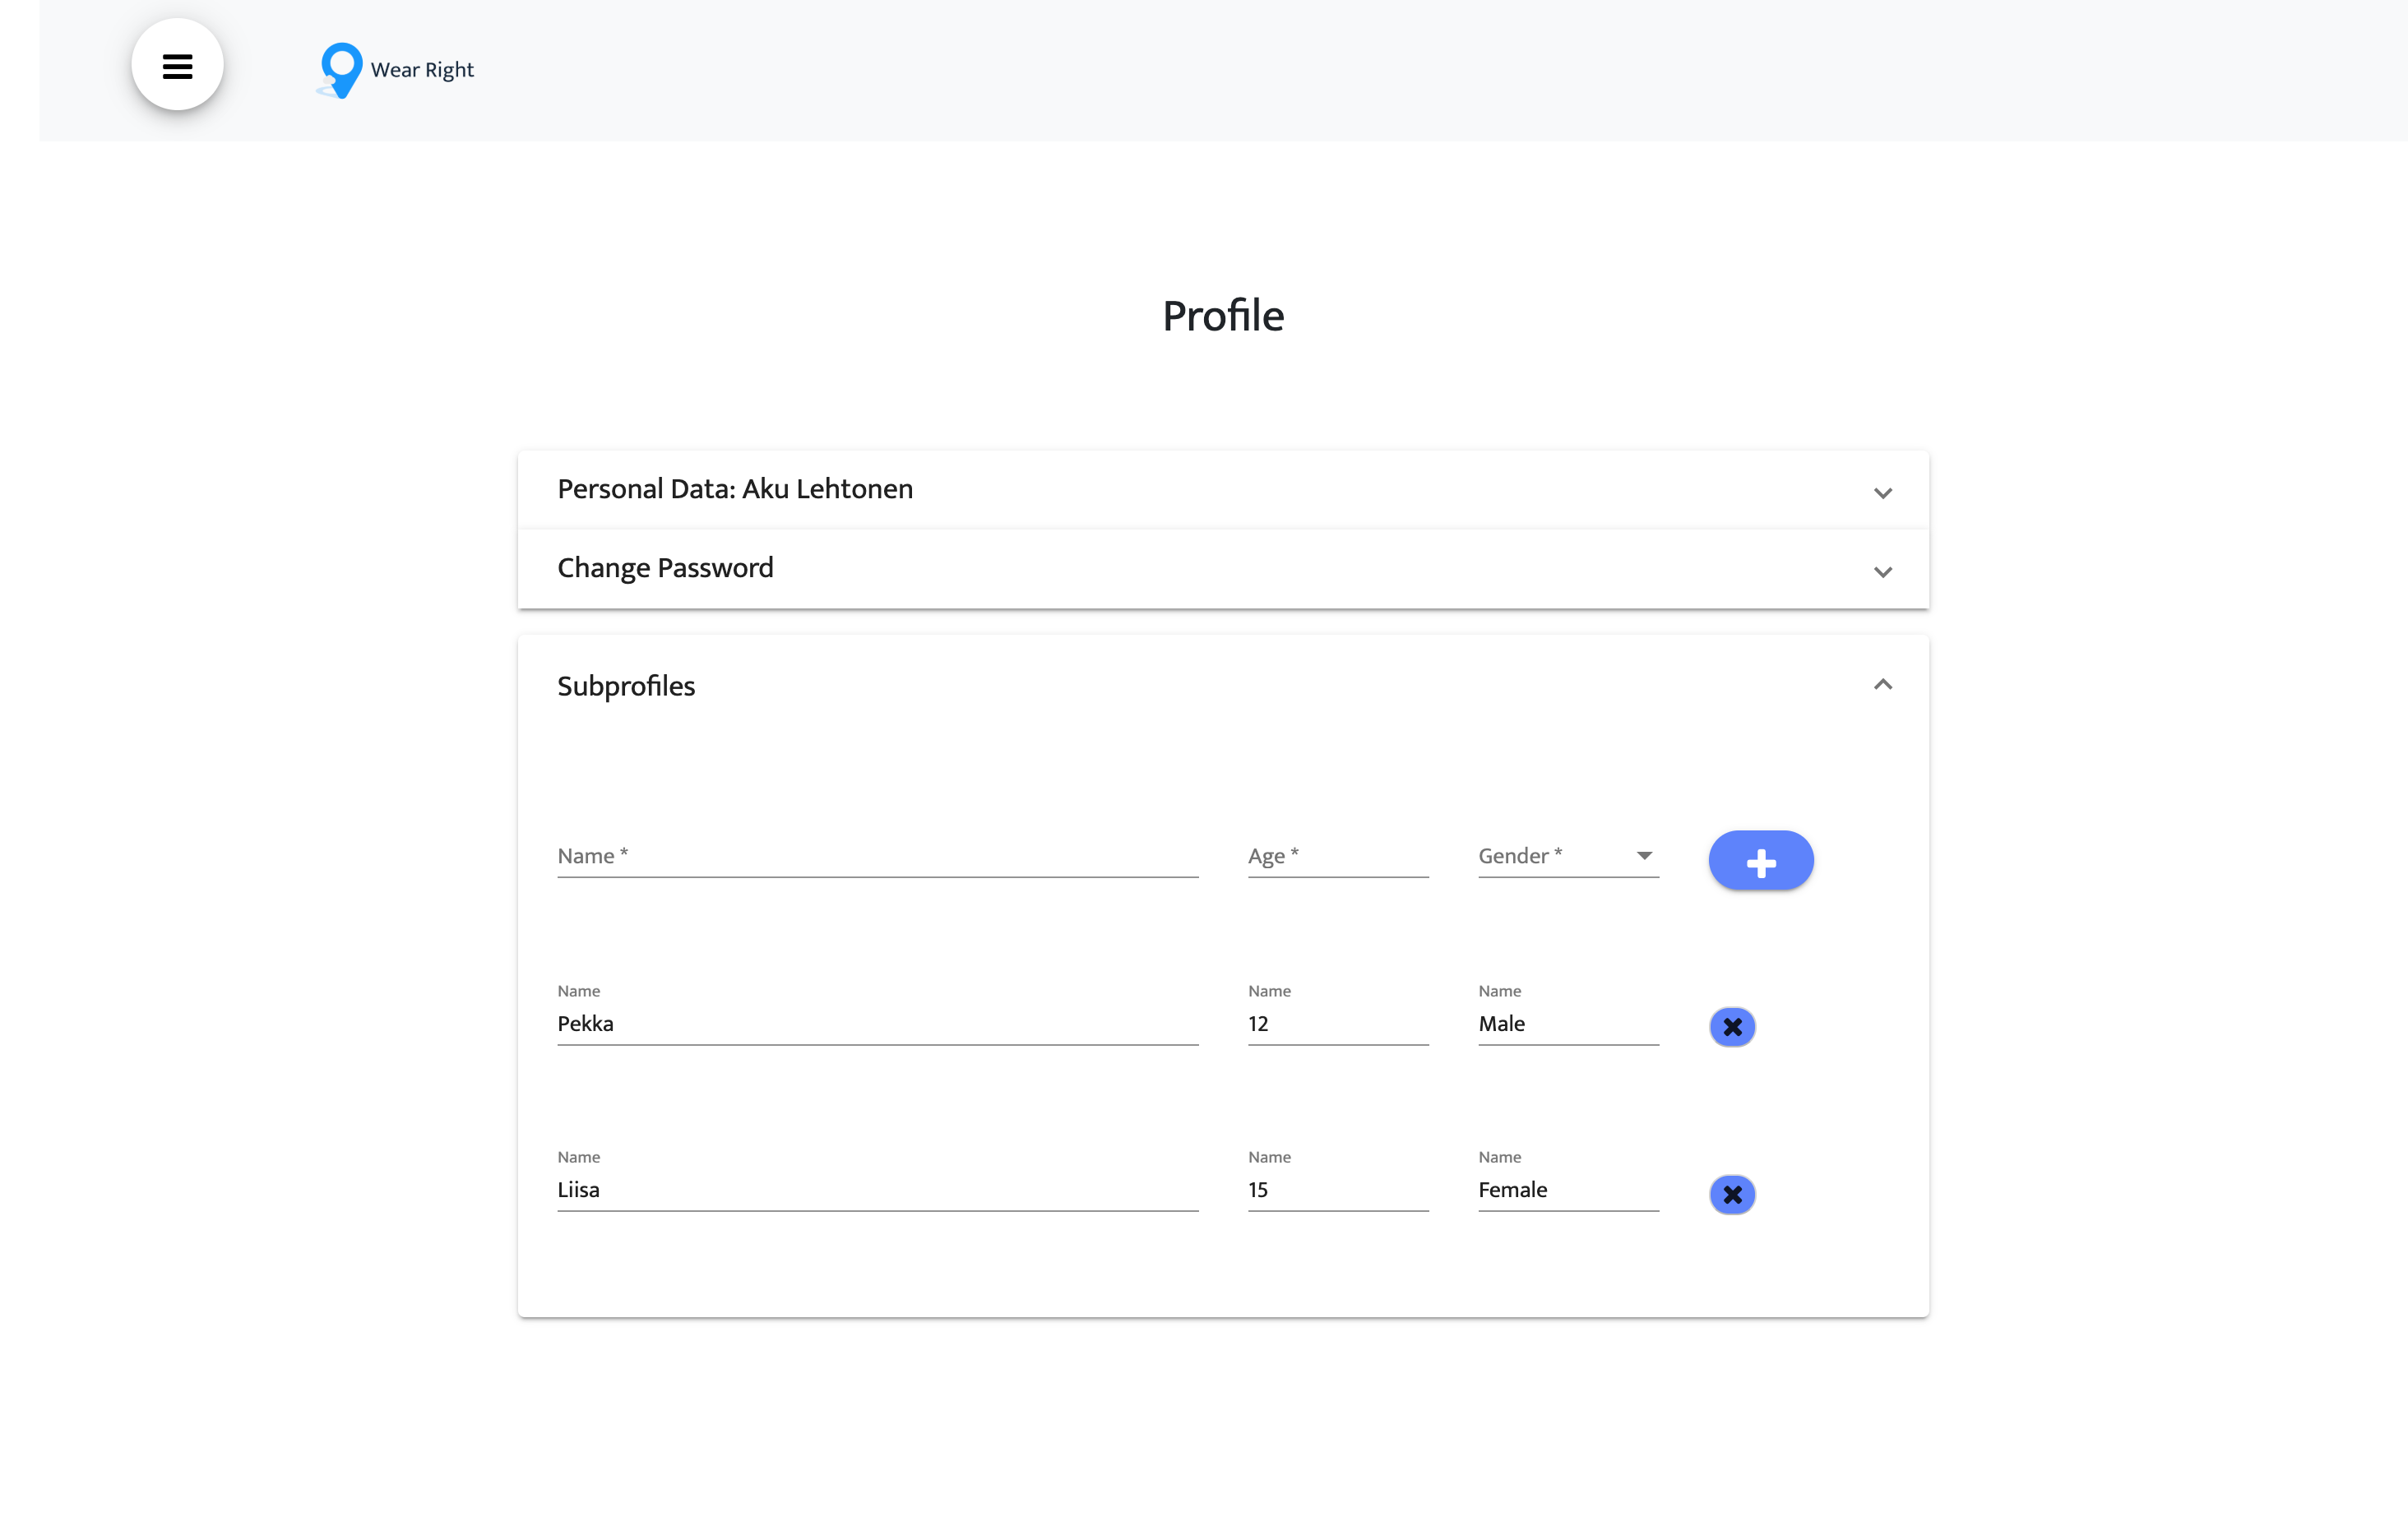 Wear Right
Profile
Personal Data: Aku Lehtonen
Change Password
Subprofiles
Name * Age * Gender *
Name Name Name
Pekka 12 Male
Name Name Name
Liisa 15 Female